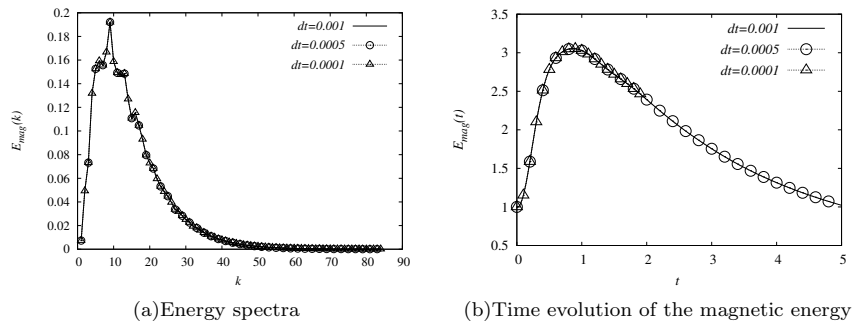 0.2
0.18
0.16
0.14
0.12
0.1
0.08
0.06
0.04
0.02
0
E_mag(k)
dt=0.001
dt=0.0005
dt=0.0001
0 10 20 30 40 50 60 70 80 90
k
(a)Energy spectra
3.5
3
2.5
2
1.5
1
0.5
E_mag(t)
dt=0.001
dt=0.0005
dt=0.0001
0 1 2 3 4 5
t
(b)Time evolution of the magnetic energy